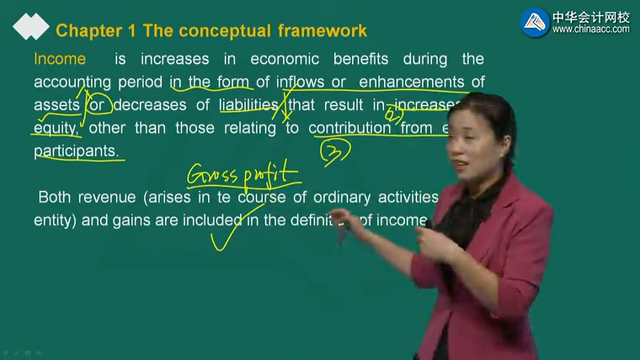 Chapter 1 The conceptual framework
中华会计网校
www.chinaacc.com
Income is increases in economic benefits during the
accounting period in the form of inflows or enhancements of
assets or decreases of liabilities that result in increases
equity, other than those relating to contribution from
participants.
②
③
Gross profit
Both revenue (arises in te course of ordinary activities
entity) and gains are included in the definition of income.